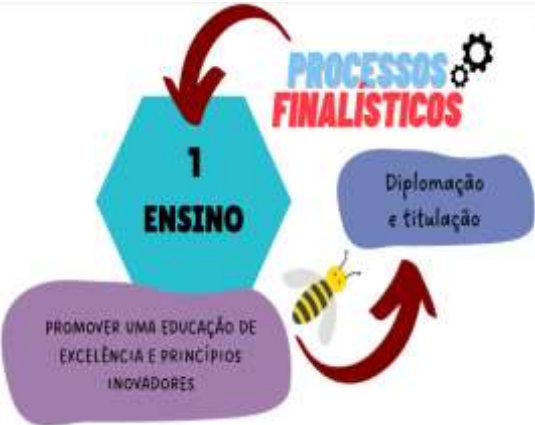 PROCESSOS
FINALÍSTICOS
1
ENSINO
Diplomação
e titulação
PROMOVER UMA EDUCAÇÃO DE
EXCELÊNCIA E PRINCÍPIOS
INOVADORES